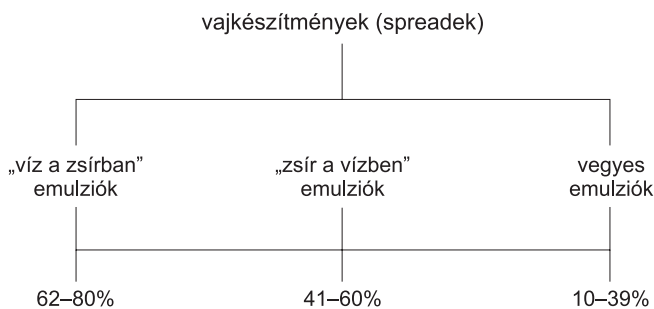 vajkészítmények (spreadek)
„víz a zsírban”
emulziók
„zsír a vízben”
emulziók
vegyes
emulziók
62–80%
41–60%
10–39%